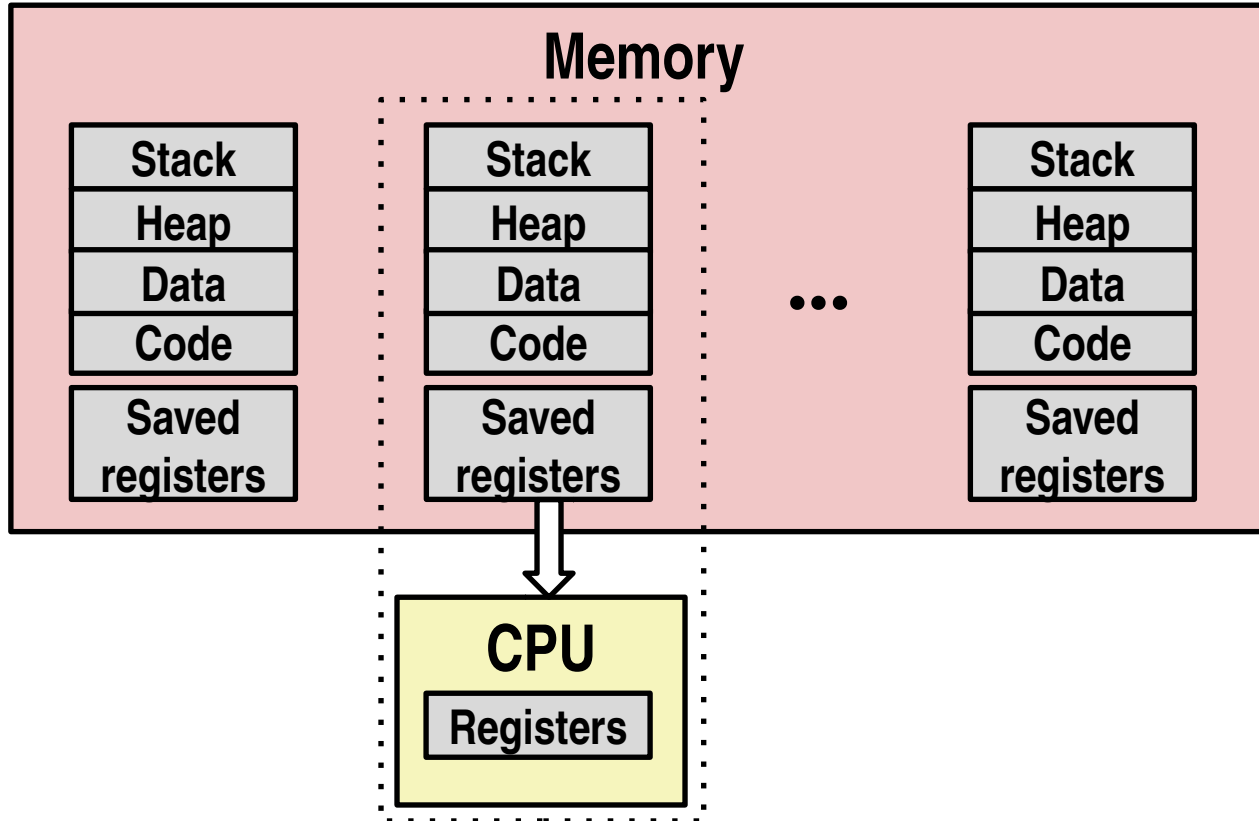 Memory
Stack
Heap
Data
Code
Saved
registers
Stack
Heap
Data
Code
Saved
registers
...
Stack
Heap
Data
Code
Saved
registers
CPU
Registers